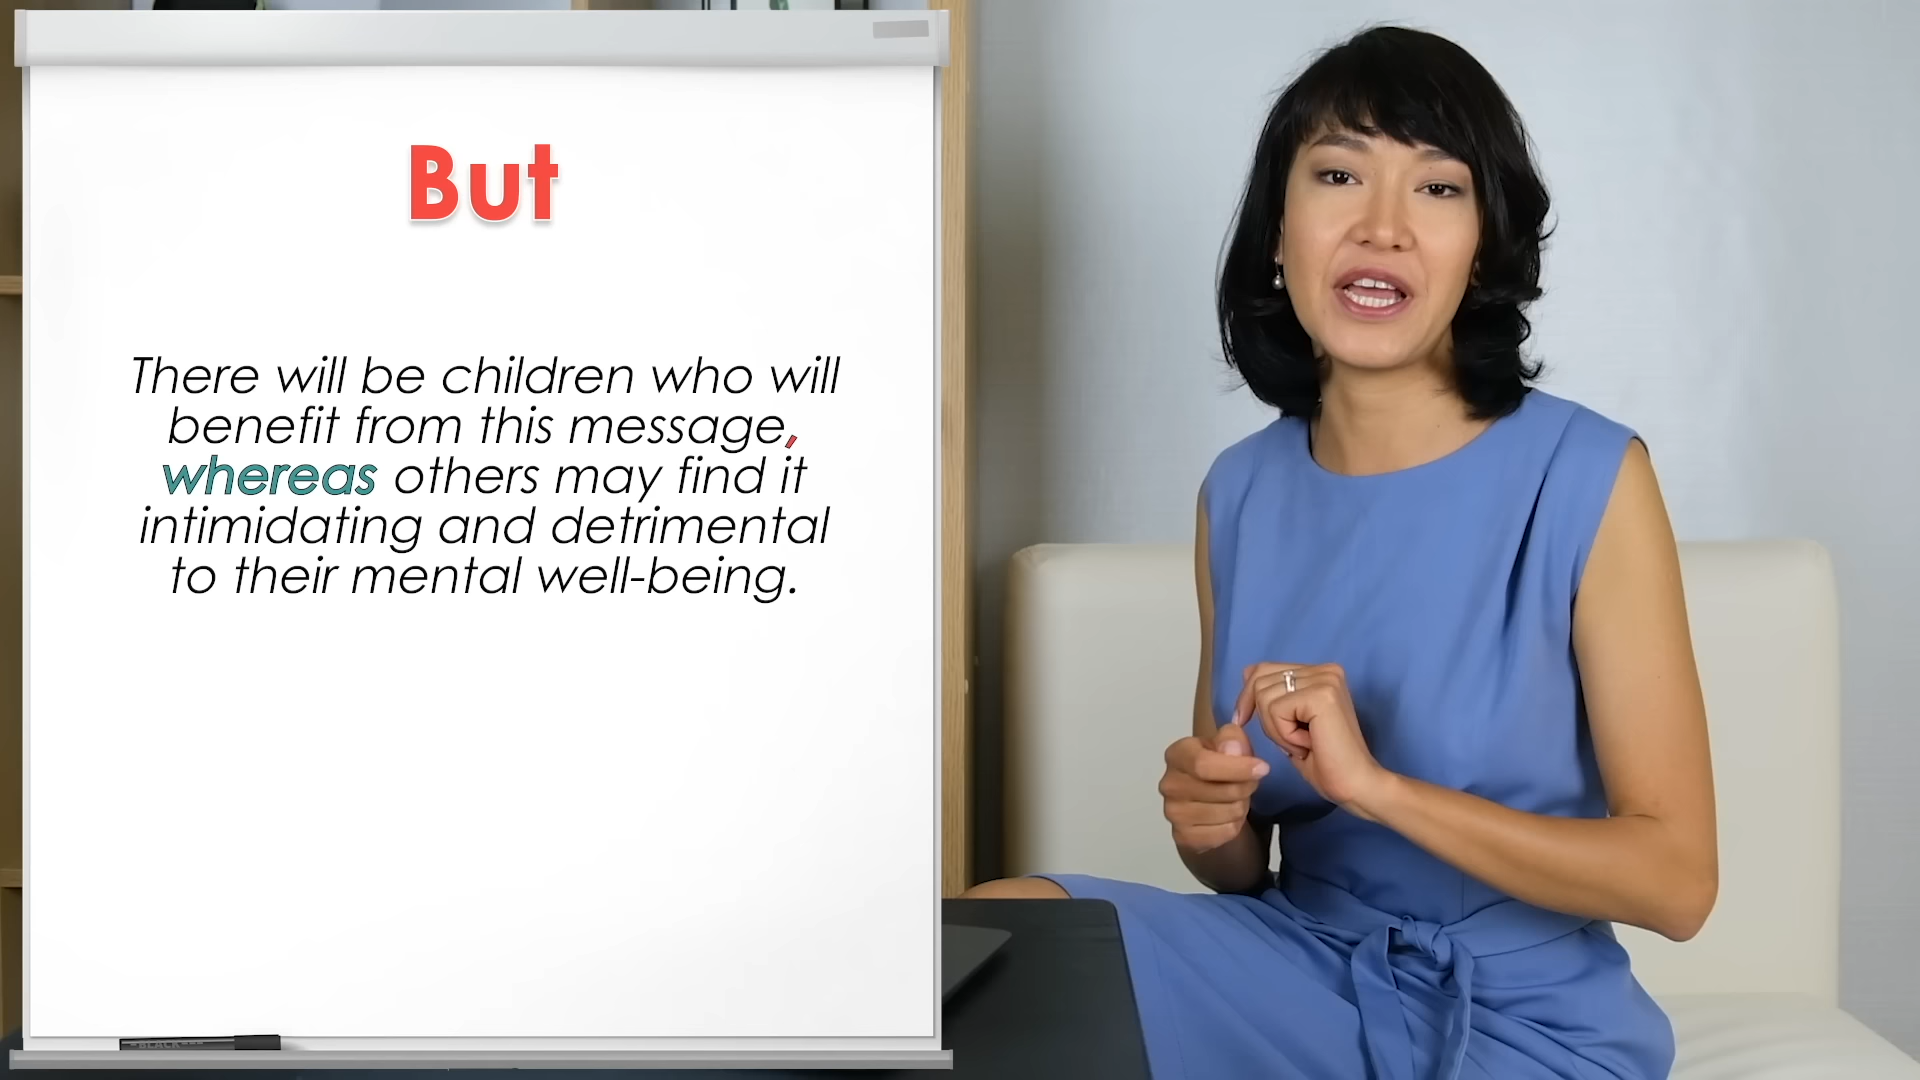 But
There will be children who will
benefit from this message,
whereas others may find it
intimidating and detrimental
to their mental well-being.
BLACK